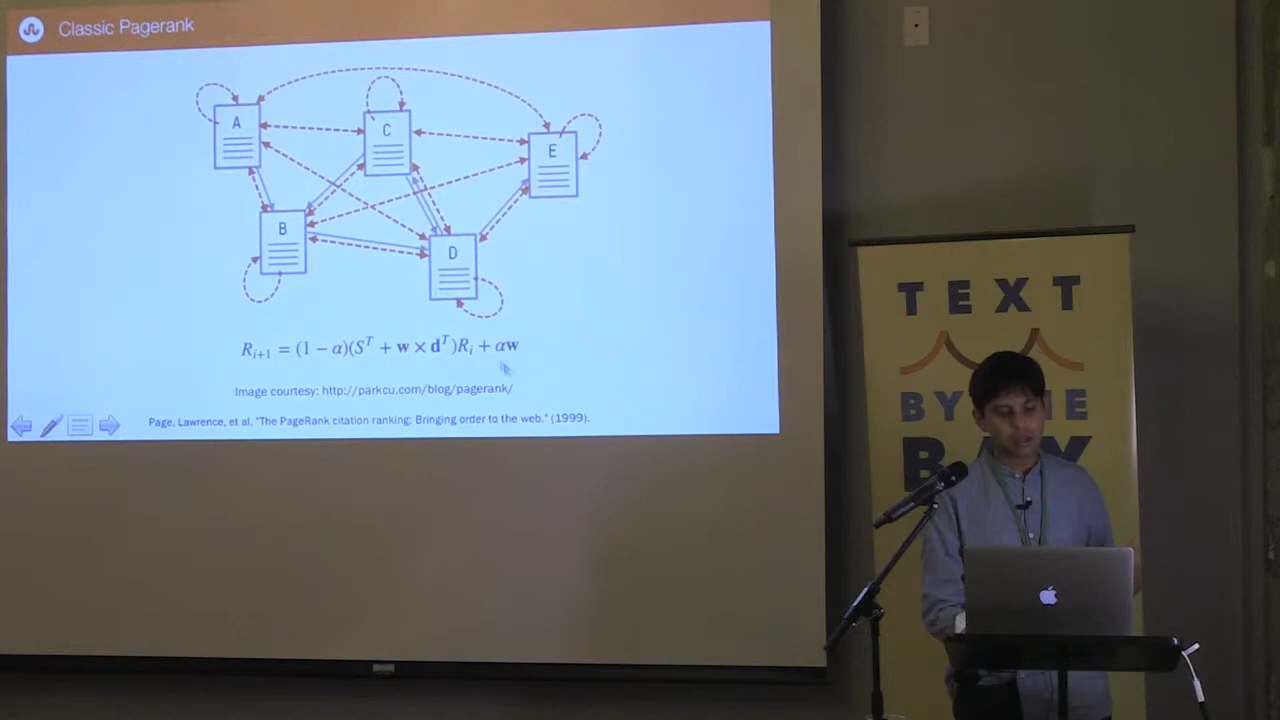 Classic Pagerank
A
C
E
B
D
R_{i+1} = (1 − α)(S^T + w × d^T)R_i + αw
Image courtesy: http://parkcu.com/blog/pagerank/
Page, Lawrence, et al. "The PageRank citation ranking: Bringing order to the web." (1999).
TEXT
BY THE
BAY